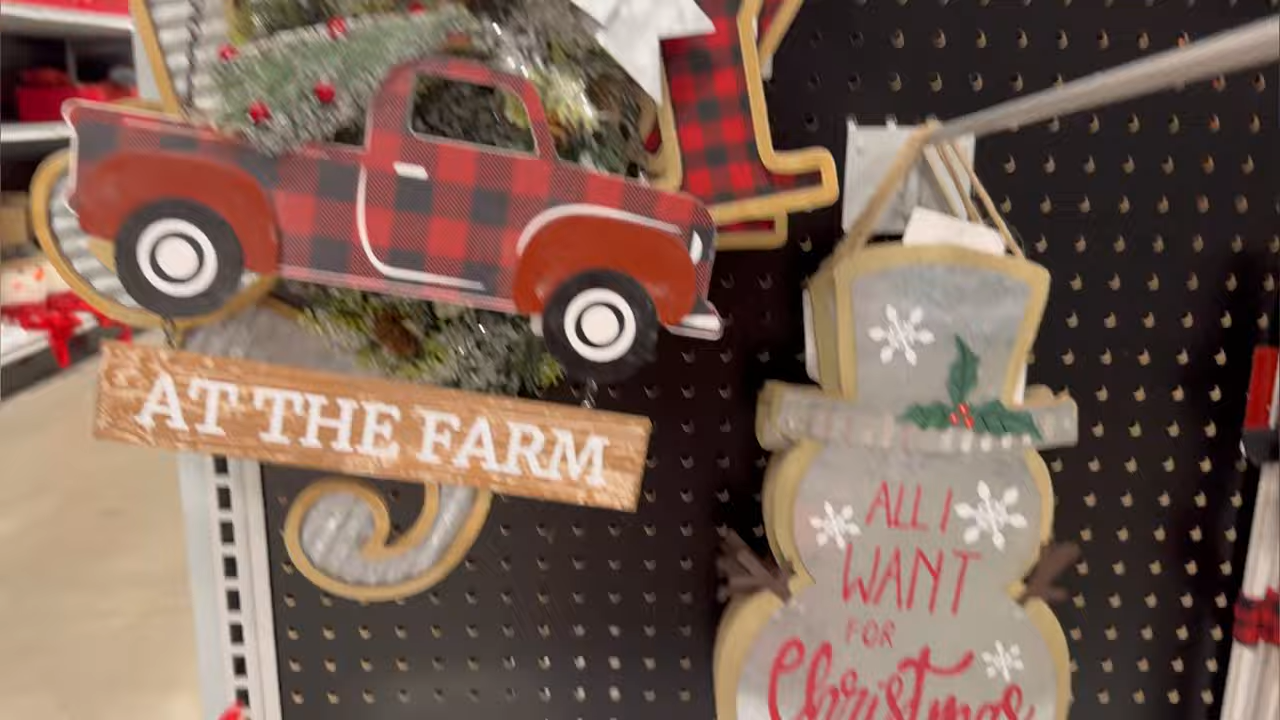 AT THE FARM
ALL I
WANT
FOR
Christmas